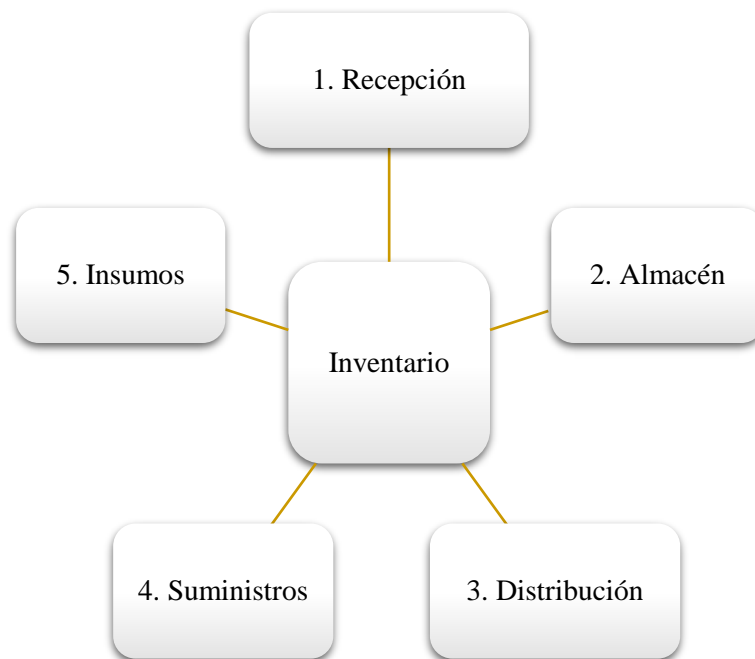 1. Recepción
5. Insumos
2. Almacén
Inventario
4. Suministros
3. Distribución